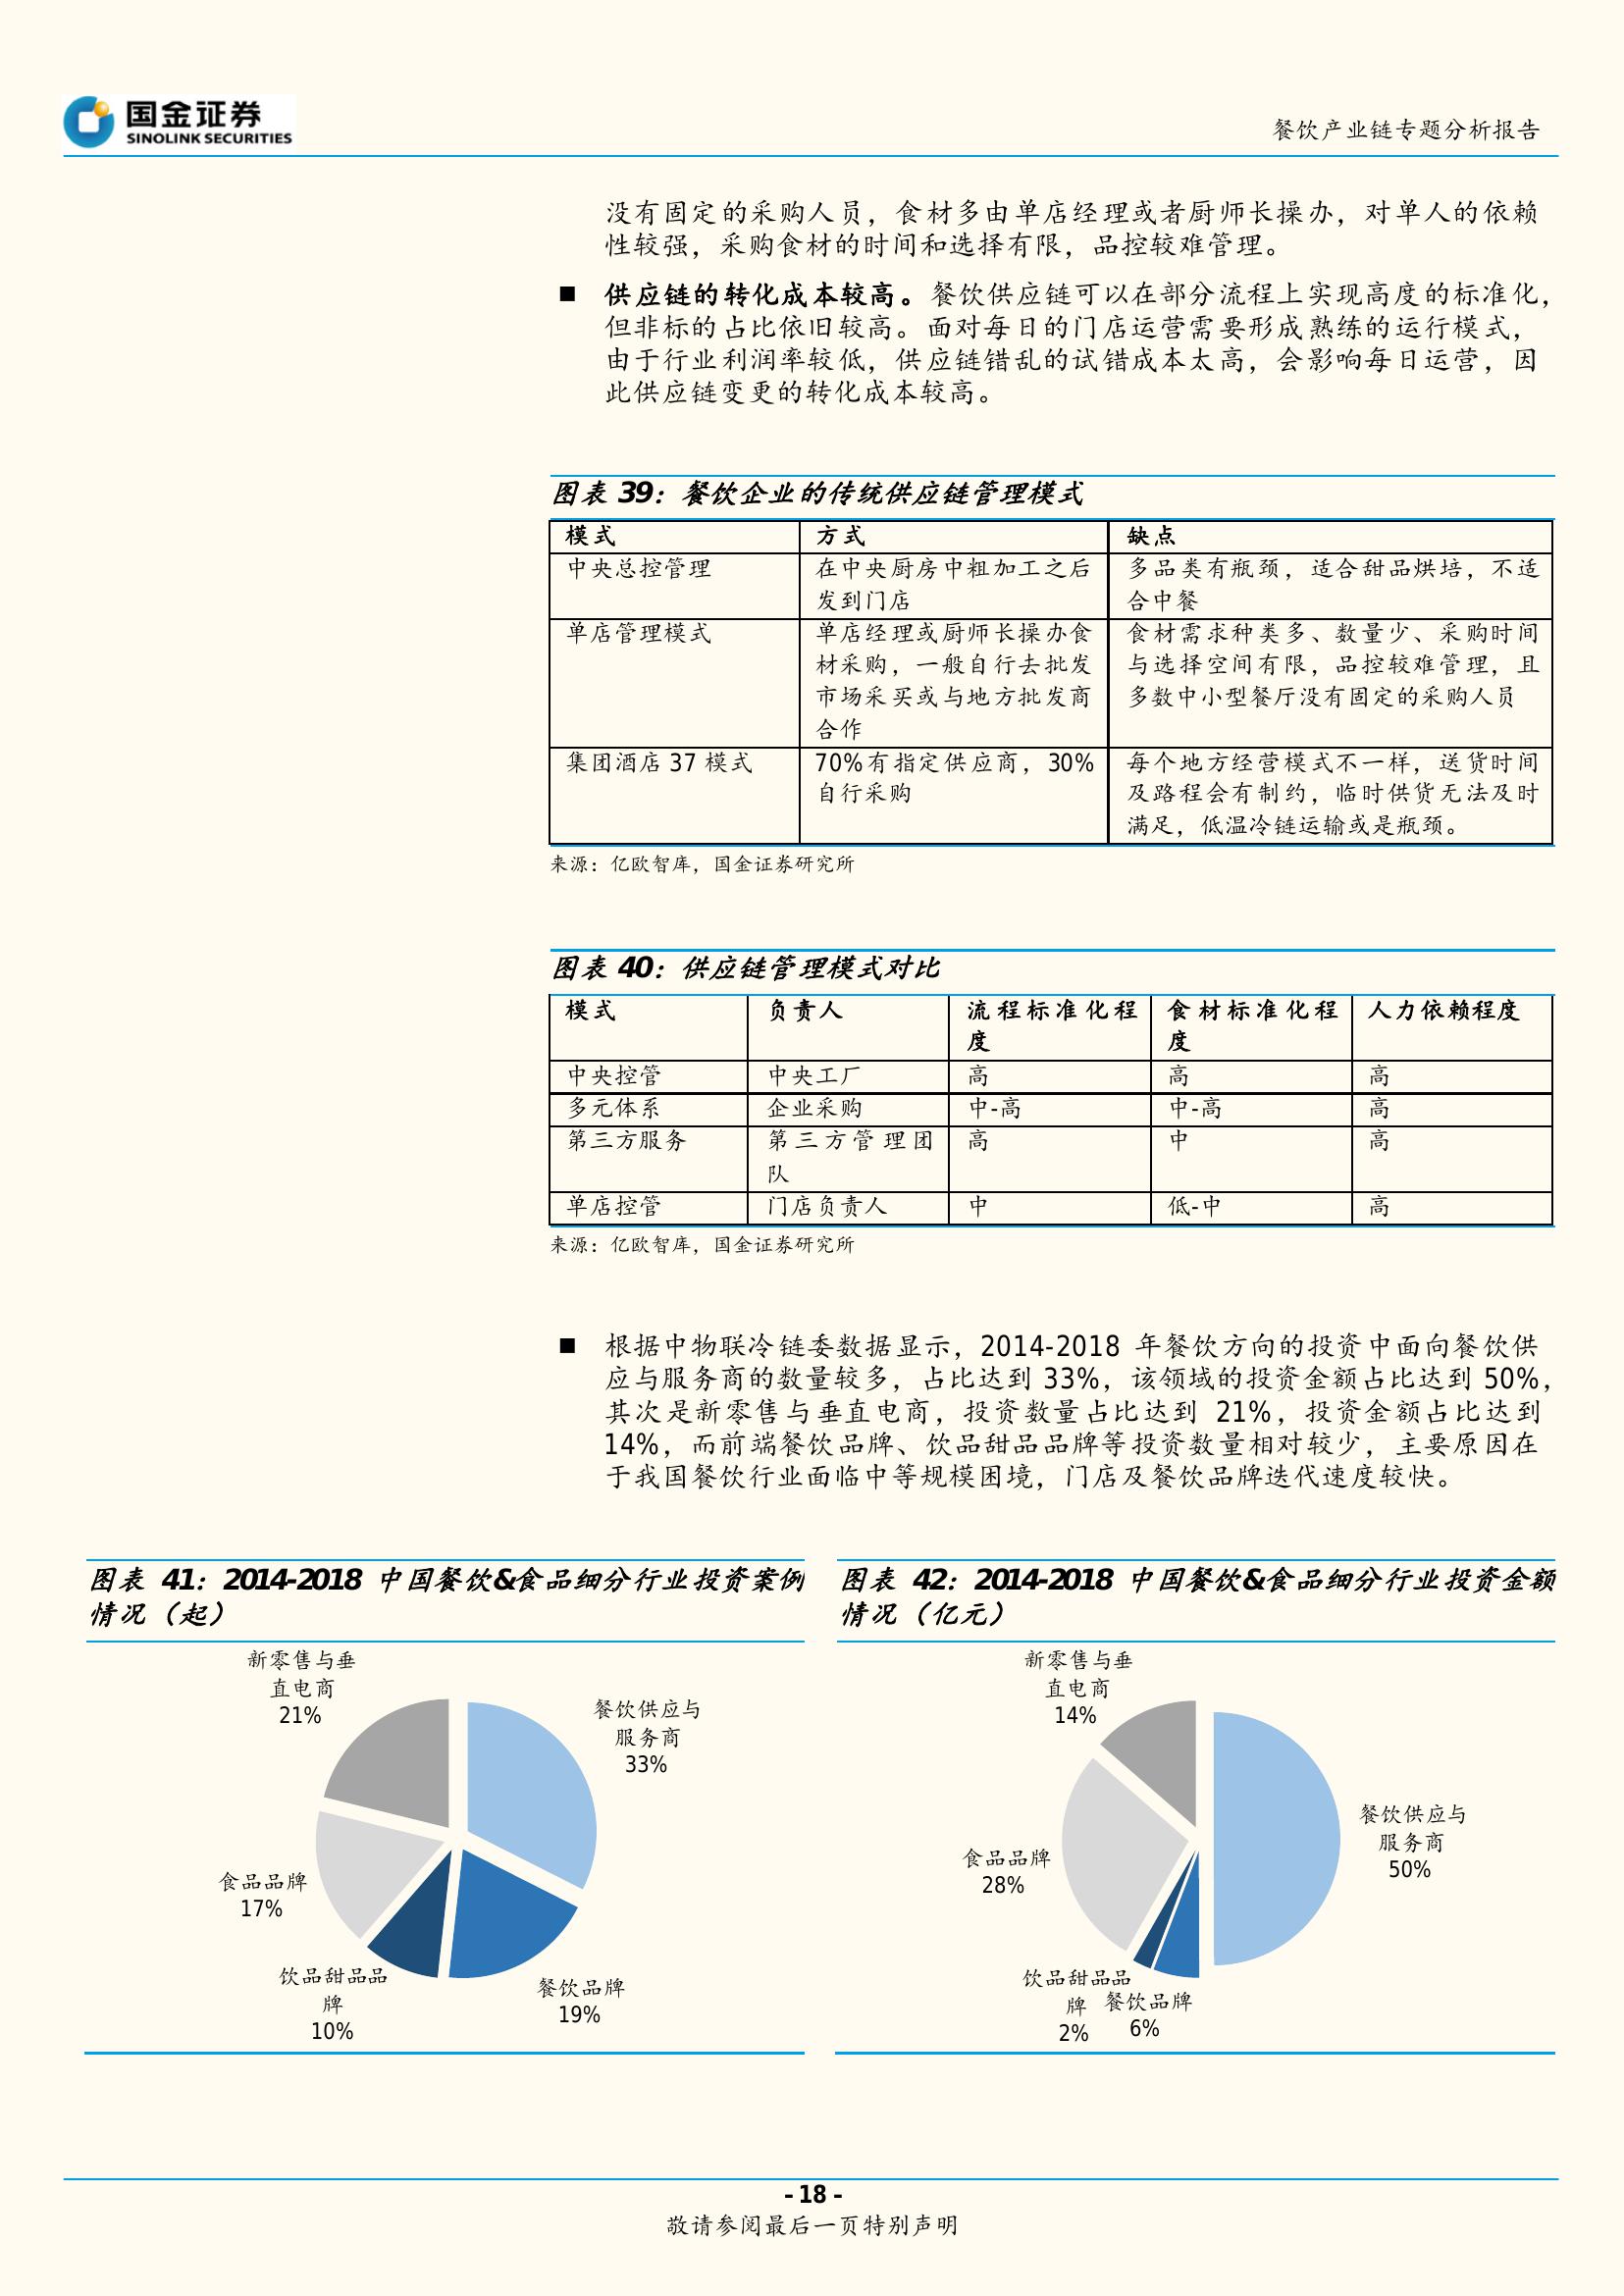 国金证券
SINOLINK SECURITIES
餐饮产业链专题分析报告
没有固定的采购人员，食材多由单店经理或者厨师长操办，对单人的依赖
性较强，采购食材的时间和选择有限，品控较难管理。
■ 供应链的转化成本较高。餐饮供应链可以在部分流程上实现高度的标准化，
但非标的占比依旧较高。面对每日的门店运营需要形成熟练的运行模式，
由于行业利润率较低，供应链错乱的试错成本太高，会影响每日运营，因
此供应链变更的转化成本较高。
图表 39：餐饮企业的传统供应链管理模式
模式 方式 缺点
中央总控管理 在中央厨房中粗加工之后 多品类有瓶颈，适合甜品烘培，不适
发到门店 合中餐
单店管理模式 单店经理或厨师长操办食 食材需求种类多、数量少、采购时间
材采购，一般自行去批发 与选择空间有限，品控较难管理，且
市场采买或与地方批发商 多数中小型餐厅没有固定的采购人员
合作
集团酒店 37 模式 70%有指定供应商，30% 每个地方经营模式不一样，送货时间
自行采购 及路程会有制约，临时供货无法及时
满足，低温冷链运输或是瓶颈。
来源：亿欧智库，国金证券研究所
图表 40：供应链管理模式对比
模式 负责人 流程标准化程 食材标准化程 人力依赖程度
度 度
中央控管 中央工厂 高 高 高
多元体系 企业采购 中-高 中-高 高
第三方服务 第三方管理团 高 中 高
队
单店控管 门店负责人 中 低-中 高
来源：亿欧智库，国金证券研究所
■ 根据中物联冷链委数据显示，2014-2018 年餐饮方向的投资中面向餐饮供
应与服务商的数量较多，占比达到 33%，该领域的投资金额占比达到 50%，
其次是新零售与垂直电商，投资数量占比达到 21%，投资金额占比达到
14%，而前端餐饮品牌、饮品甜品品牌等投资数量相对较少，主要原因在
于我国餐饮行业面临中等规模困境，门店及餐饮品牌迭代速度较快。
图表 41：2014-2018 中国餐饮&食品细分行业投资案例
情况（起）
新零售与垂
直电商
21%
餐饮供应与
服务商
33%
食品品牌
17%
饮品甜品品
牌
10%
餐饮品牌
19%
图表 42：2014-2018 中国餐饮&食品细分行业投资金额
情况（亿元）
新零售与垂
直电商
14%
餐饮供应与
服务商
50%
食品品牌
28%
饮品甜品品
牌
2%
餐饮品牌
6%
- 18 -
敬请参阅最后一页特别声明